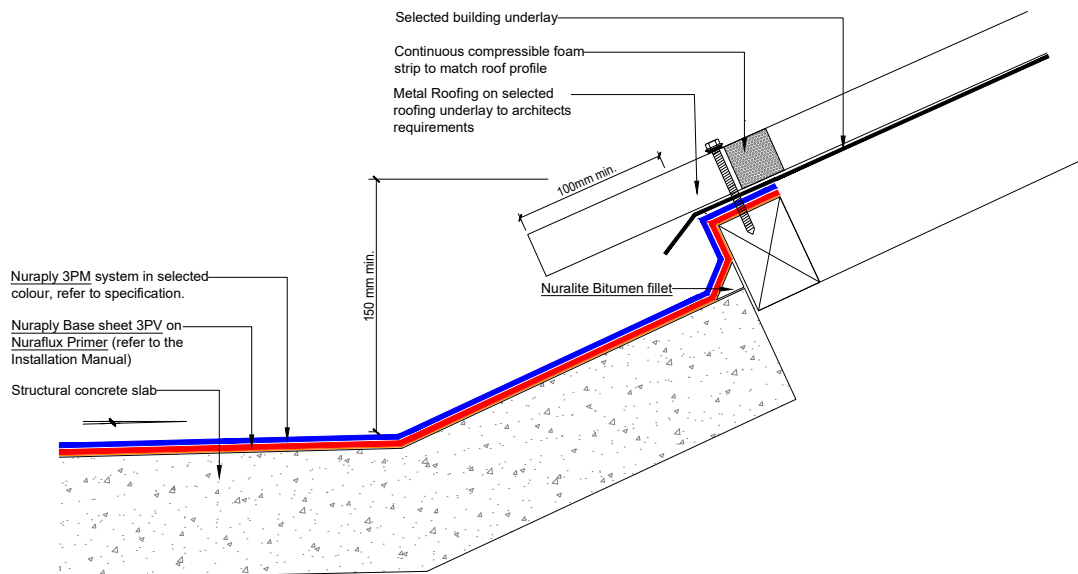 Selected building underlay
Continuous compressible foam
strip to match roof profile
Metal Roofing on selected
roofing underlay to architects
requirements
100mm min.
150 mm min.
Nuralite Bitumen fillet
Nuraply 3PM system in selected
colour, refer to specification.
Nuraply Base sheet 3PV on
Nuraflux Primer (refer to the
Installation Manual)
Structural concrete slab